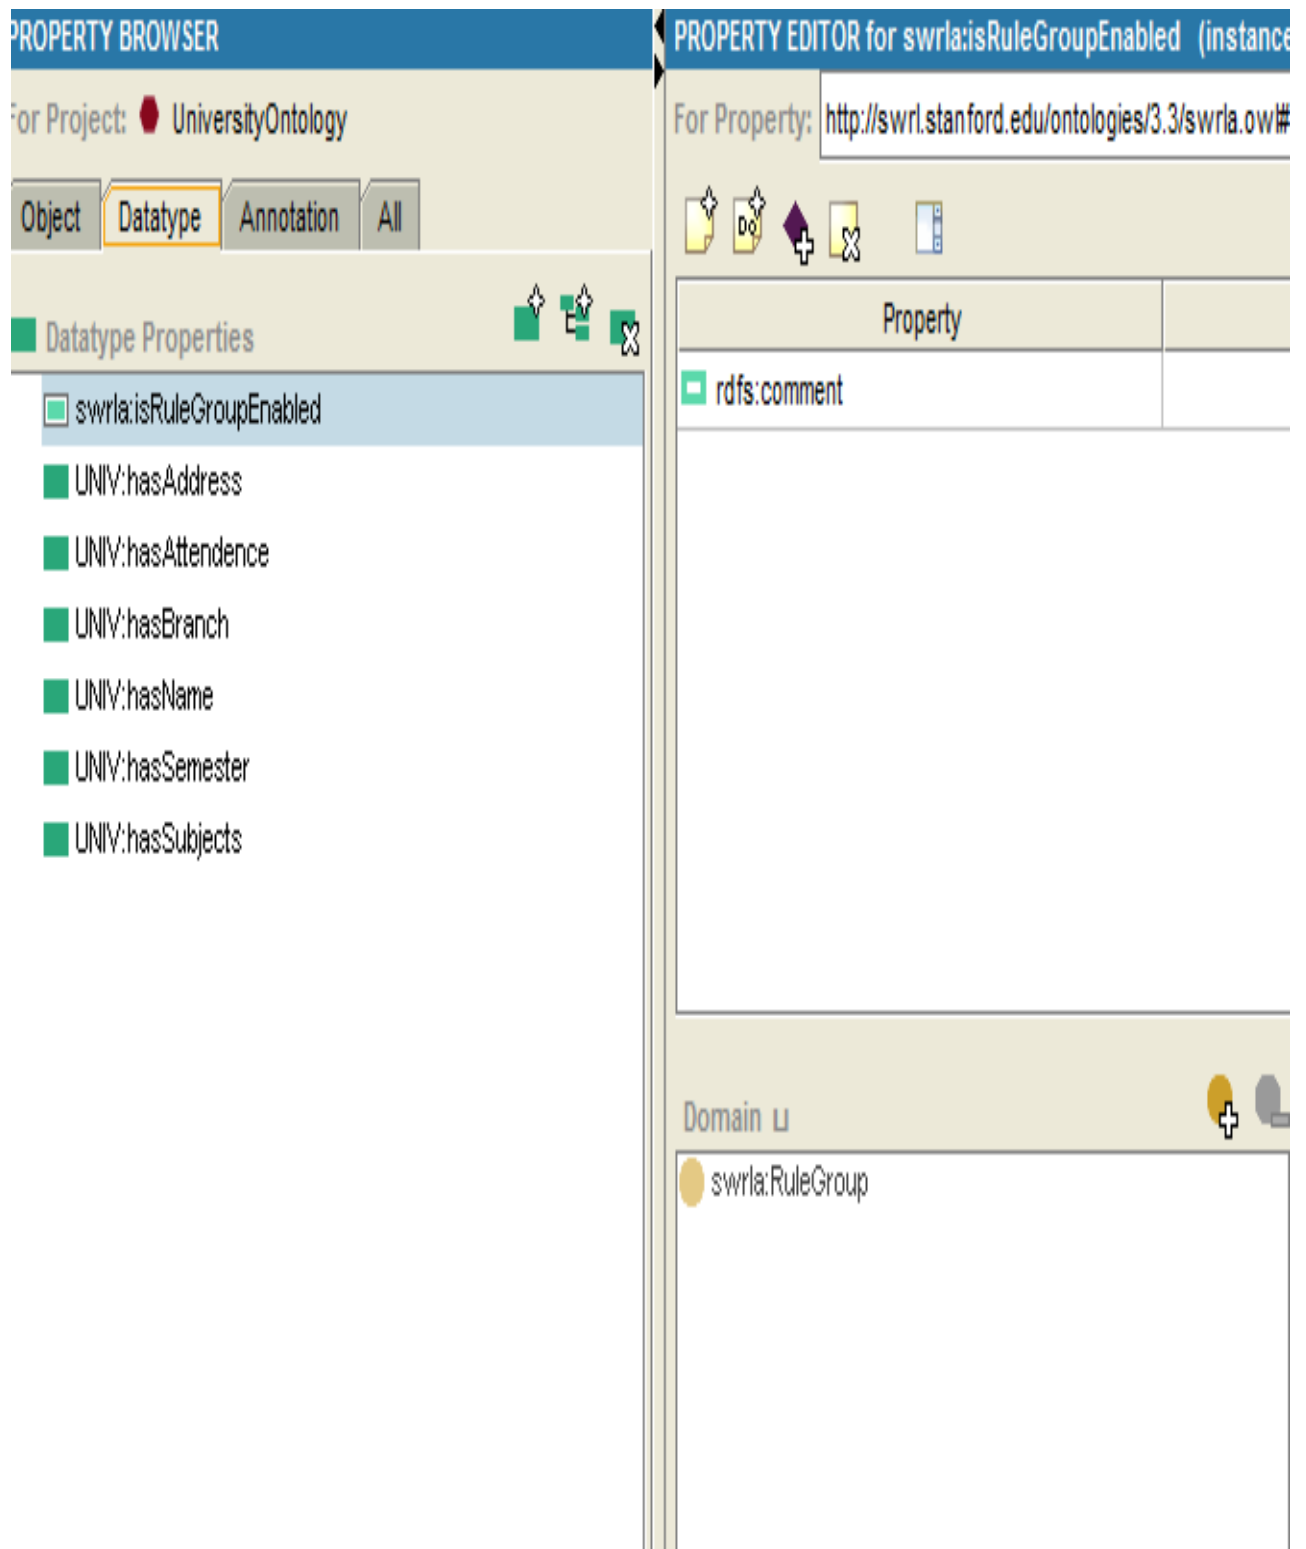 PROPERTY BROWSER
For Project: UniversityOntology
Object Datatype Annotation All
Datatype Properties
swrla:isRuleGroupEnabled
UNIV:hasAddress
UNIV:hasAttendence
UNIV:hasBranch
UNIV:hasName
UNIV:hasSemester
UNIV:hasSubjects
PROPERTY EDITOR for swrla:isRuleGroupEnabled (instance
For Property: http://swrl.stanford.edu/ontologies/3.3/swrla.owl#
Do
Property
rdfs:comment
Domain ⊔
swrla:RuleGroup